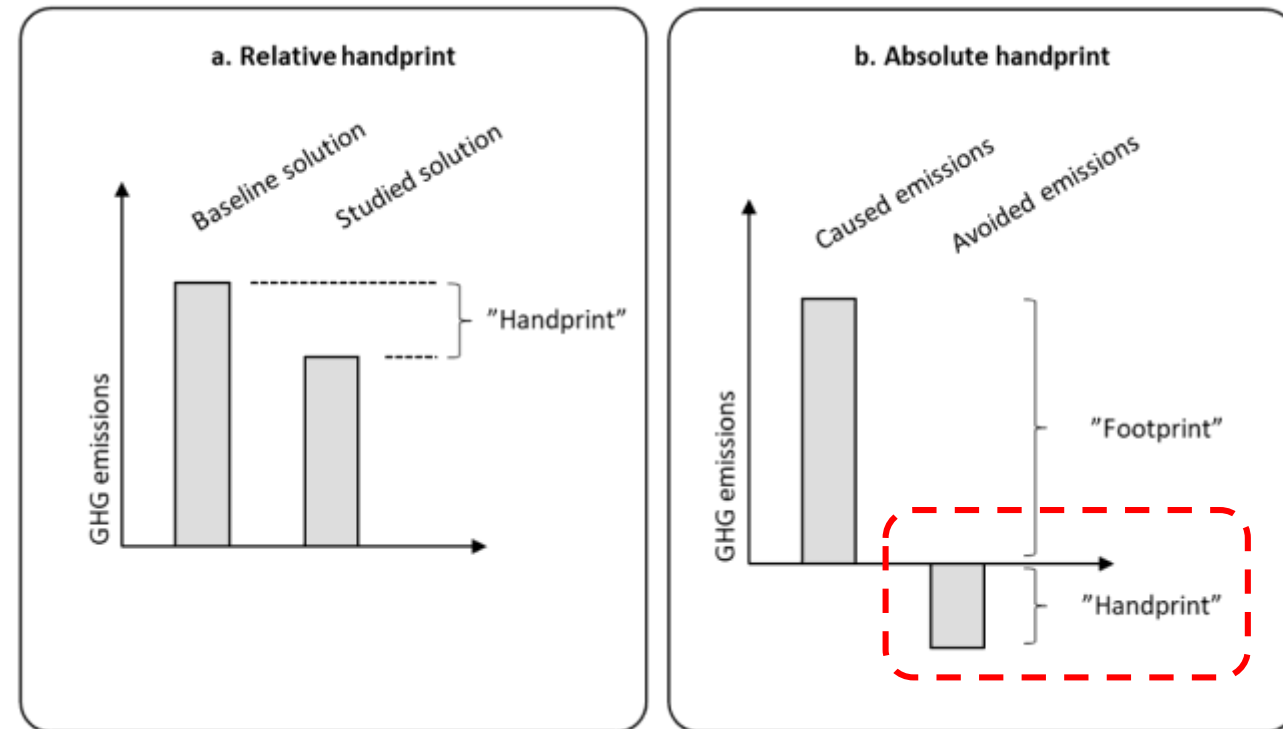 a. Relative handprint
Baseline solution
Studied solution
”Handprint”
GHG emissions
b. Absolute handprint
Caused emissions
Avoided emissions
”Footprint”
GHG emissions
”Handprint”